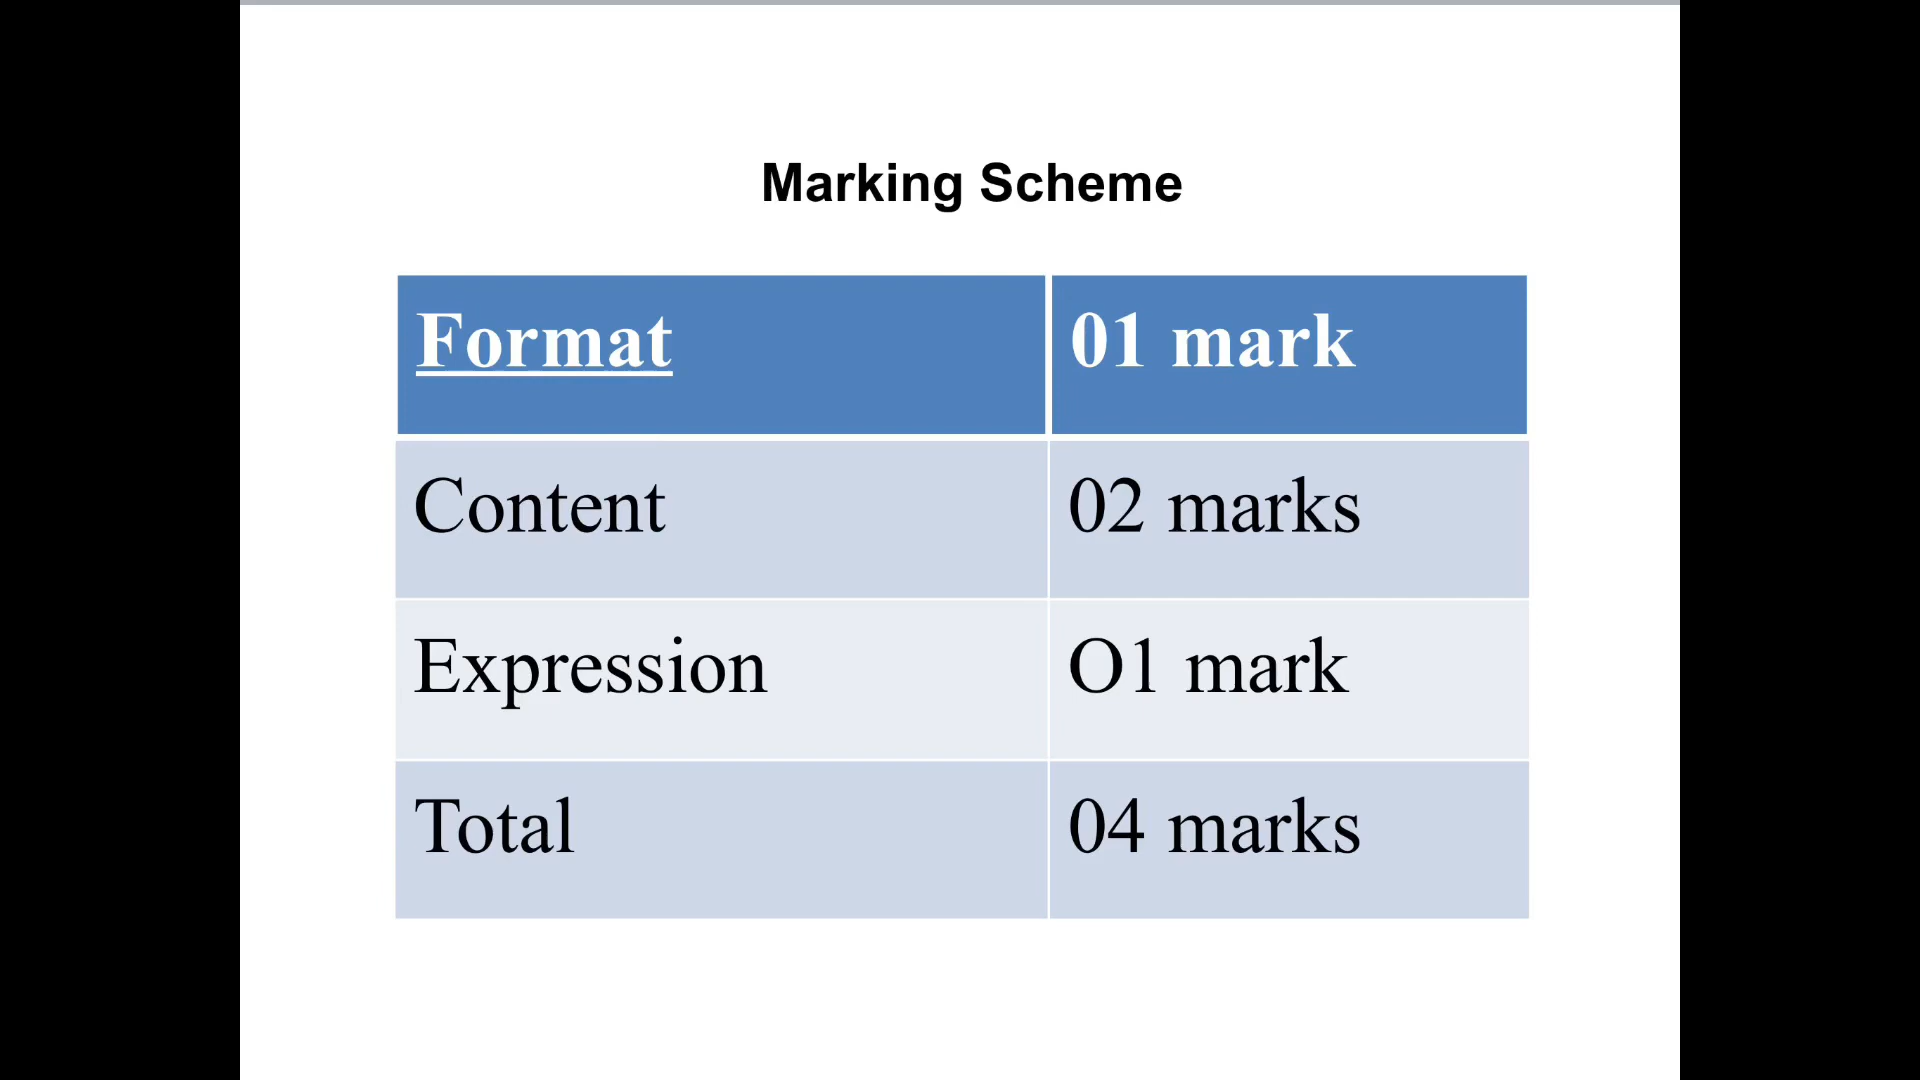 Marking Scheme
Format 01 mark
Content 02 marks
Expression O1 mark
Total 04 marks